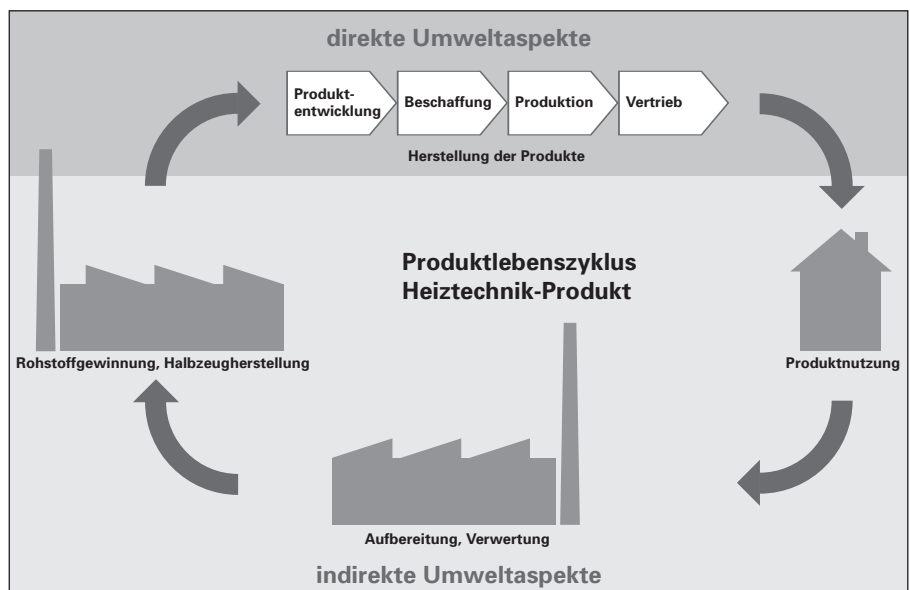 direkte Umweltaspekte
Produkt-
entwicklung
Beschaffung
Produktion
Vertrieb
Herstellung der Produkte
Produktlebenszyklus
Heiztechnik-Produkt
Rohstoffgewinnung, Halbzeugherstellung
Produktnutzung
Aufbereitung, Verwertung
indirekte Umweltaspekte